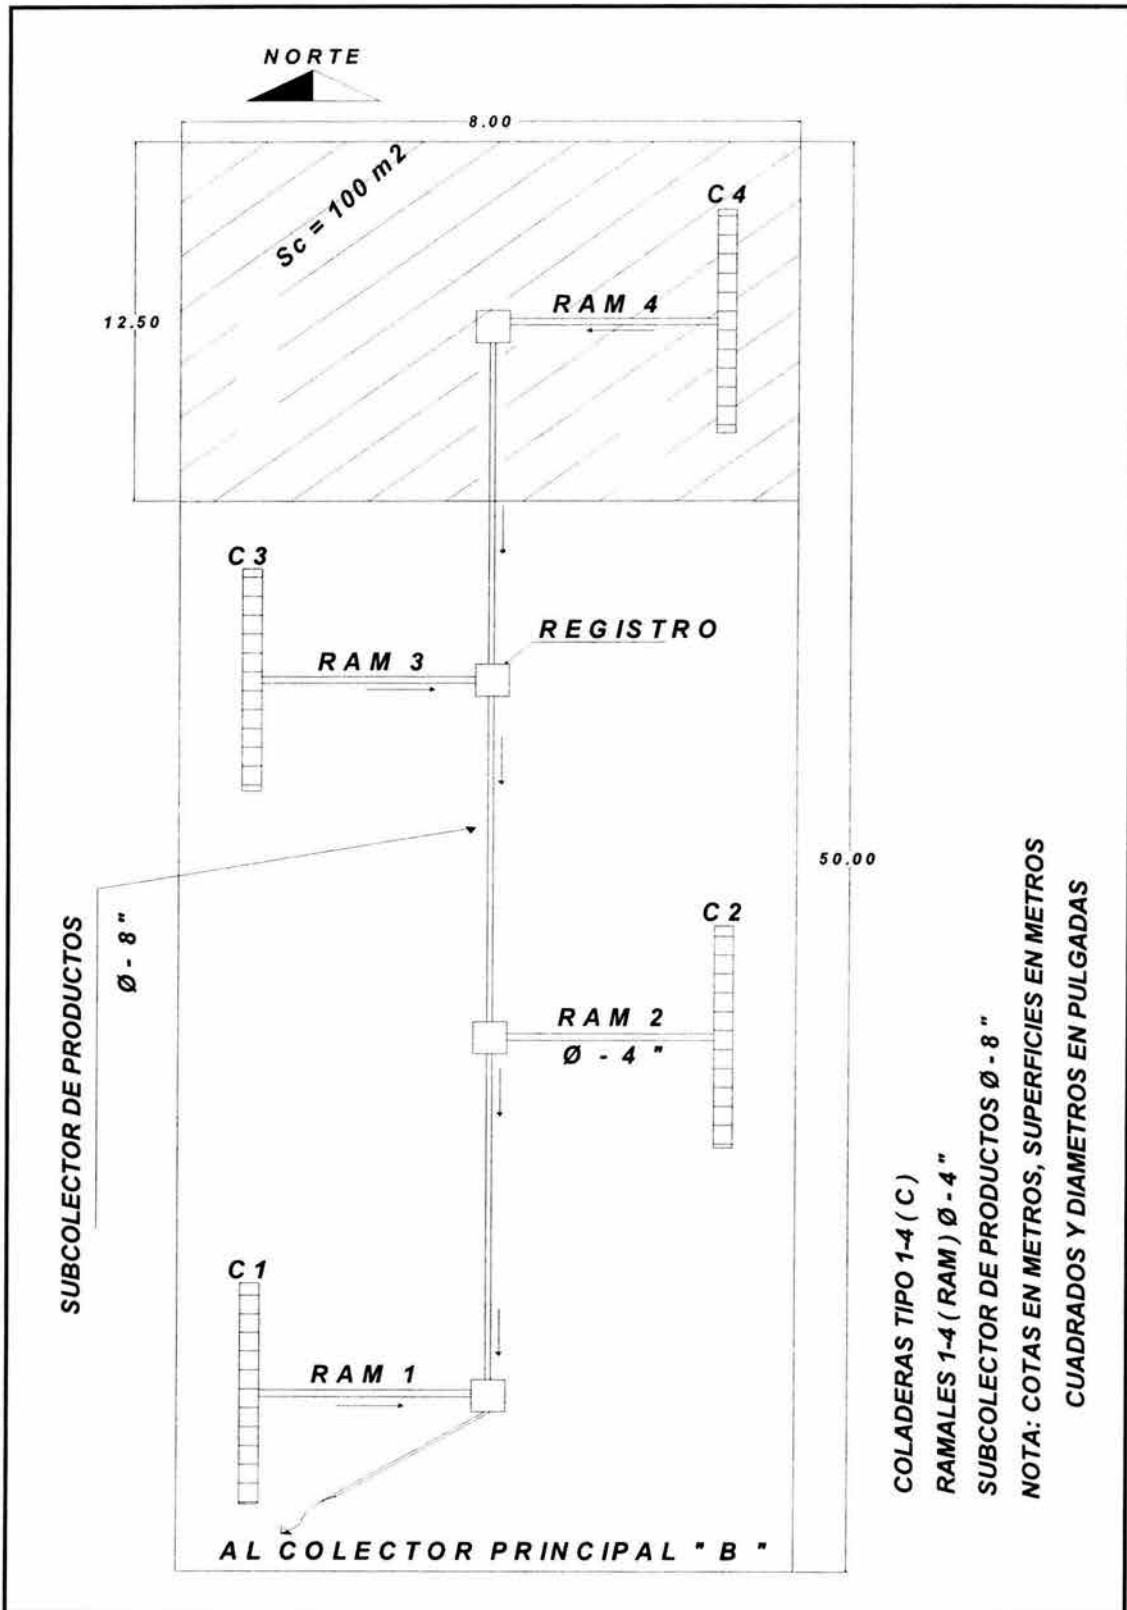 NORTE
8.00
Sc = 100 m2
C 4
RAM 4
12.50
C 3
REGISTRO
RAM 3
50.00
SUBCOLECTOR DE PRODUCTOS
Ø - 8 "
C 2
RAM 2
Ø - 4 "
C 1
RAM 1
AL COLECTOR PRINCIPAL " B "
COLADERAS TIPO 1-4 ( C )
RAMALES 1-4 ( RAM ) Ø - 4 "
SUBCOLECTOR DE PRODUCTOS Ø - 8 "
NOTA: COTAS EN METROS, SUPERFICIES EN METROS
CUADRADOS Y DIAMETROS EN PULGADAS